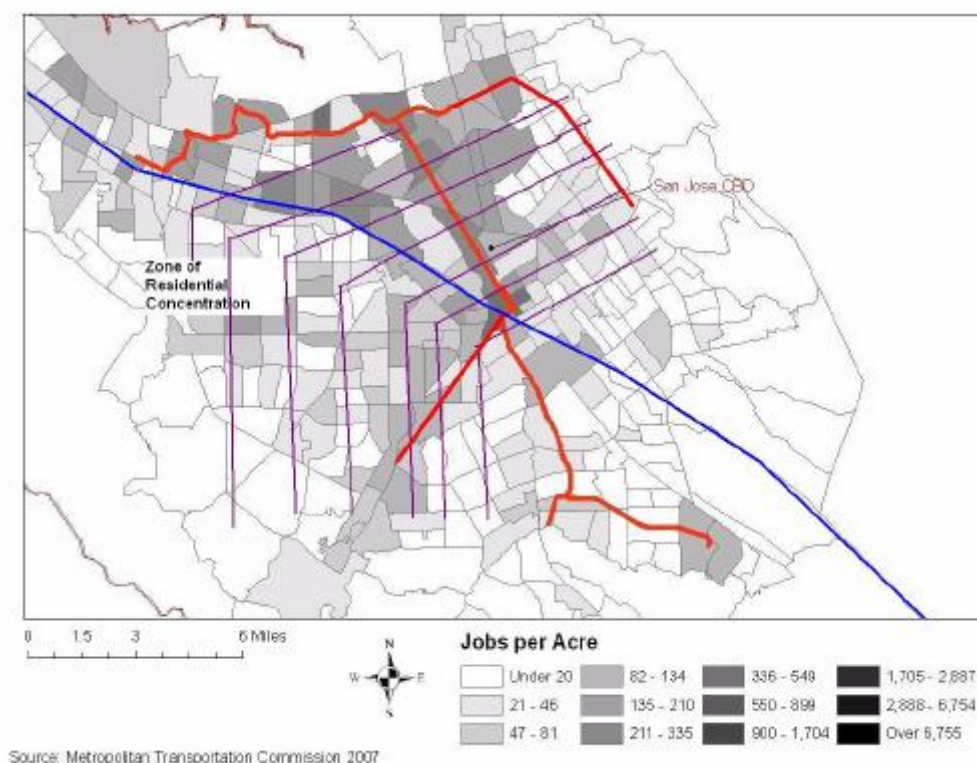 San Jose CBD
Zone of
Residential
Concentration
0 1.5 3 6 Miles
N
W E
S
Jobs per Acre
Under 20
21 - 46
47 - 81
82 - 134
135 - 210
211 - 335
336 - 549
550 - 899
900 - 1,704
1,705 - 2,887
2,888 - 6,754
Over 6,755
Source: Metropolitan Transportation Commission 2007